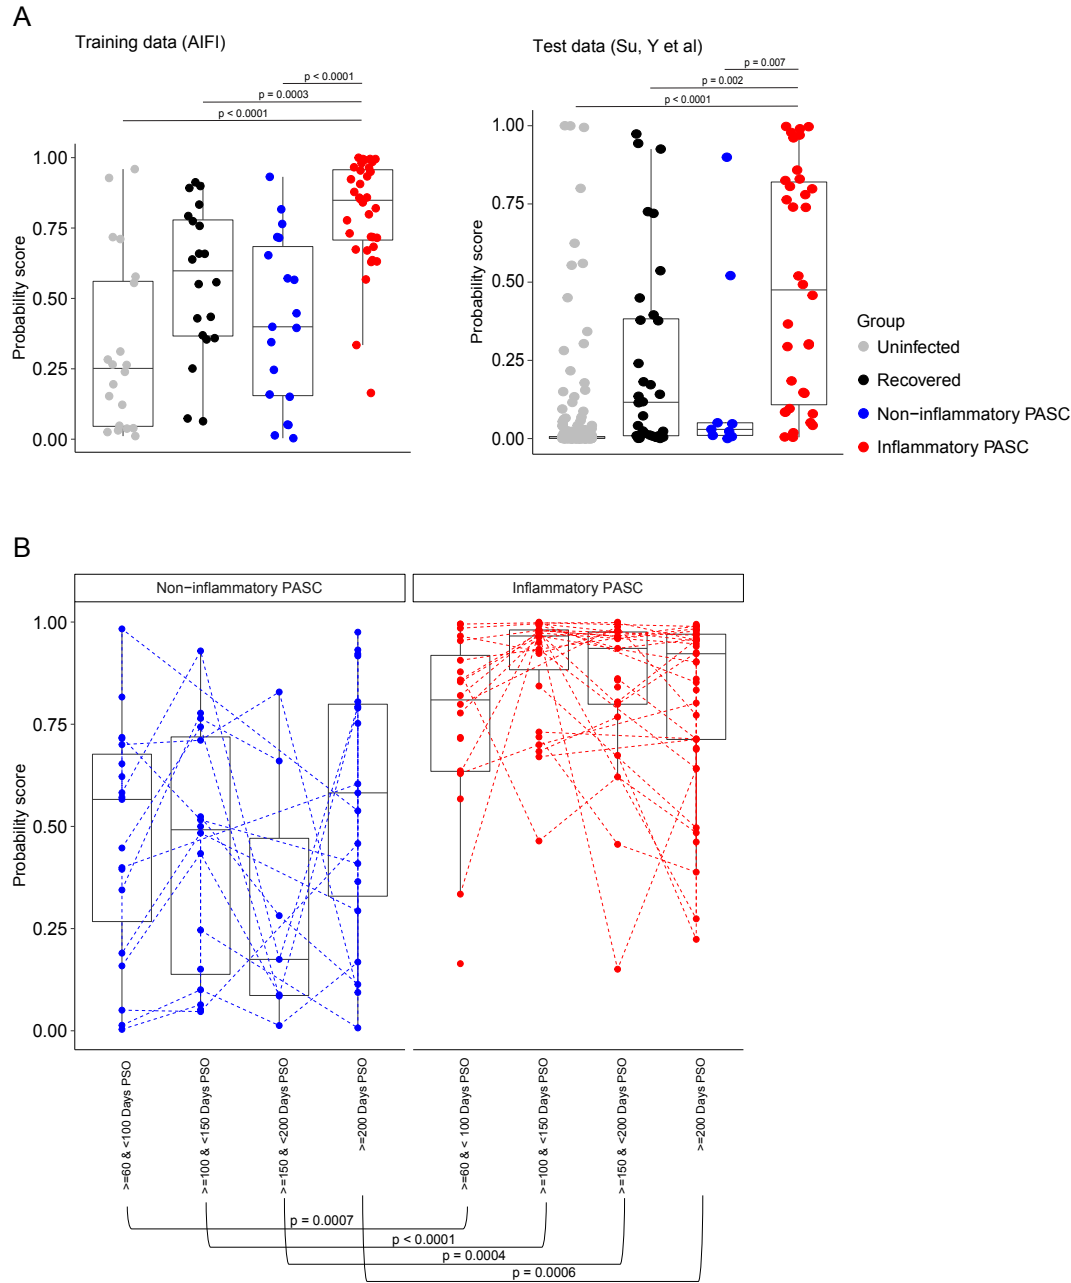 A
Training data (AIFI)
p < 0.0001
p = 0.0003
p < 0.0001
Probability score
1.00
0.75
0.50
0.25
0.00
Test data (Su, Y et al)
p = 0.007
p = 0.002
p < 0.0001
Probability score
1.00
0.75
0.50
0.25
0.00
Group
Uninfected
Recovered
Non−inflammatory PASC
Inflammatory PASC
B
Non−inflammatory PASC
Inflammatory PASC
Probability score
1.00
0.75
0.50
0.25
0.00
>=60 & <100 Days PSO
>=100 & <150 Days PSO
>=150 & <200 Days PSO
>=200 Days PSO
>=60 & < 100 Days PSO
>=100 & <150 Days PSO
>=150 & <200 Days PSO
>=200 Days PSO
p = 0.0007
p < 0.0001
p = 0.0004
p = 0.0006